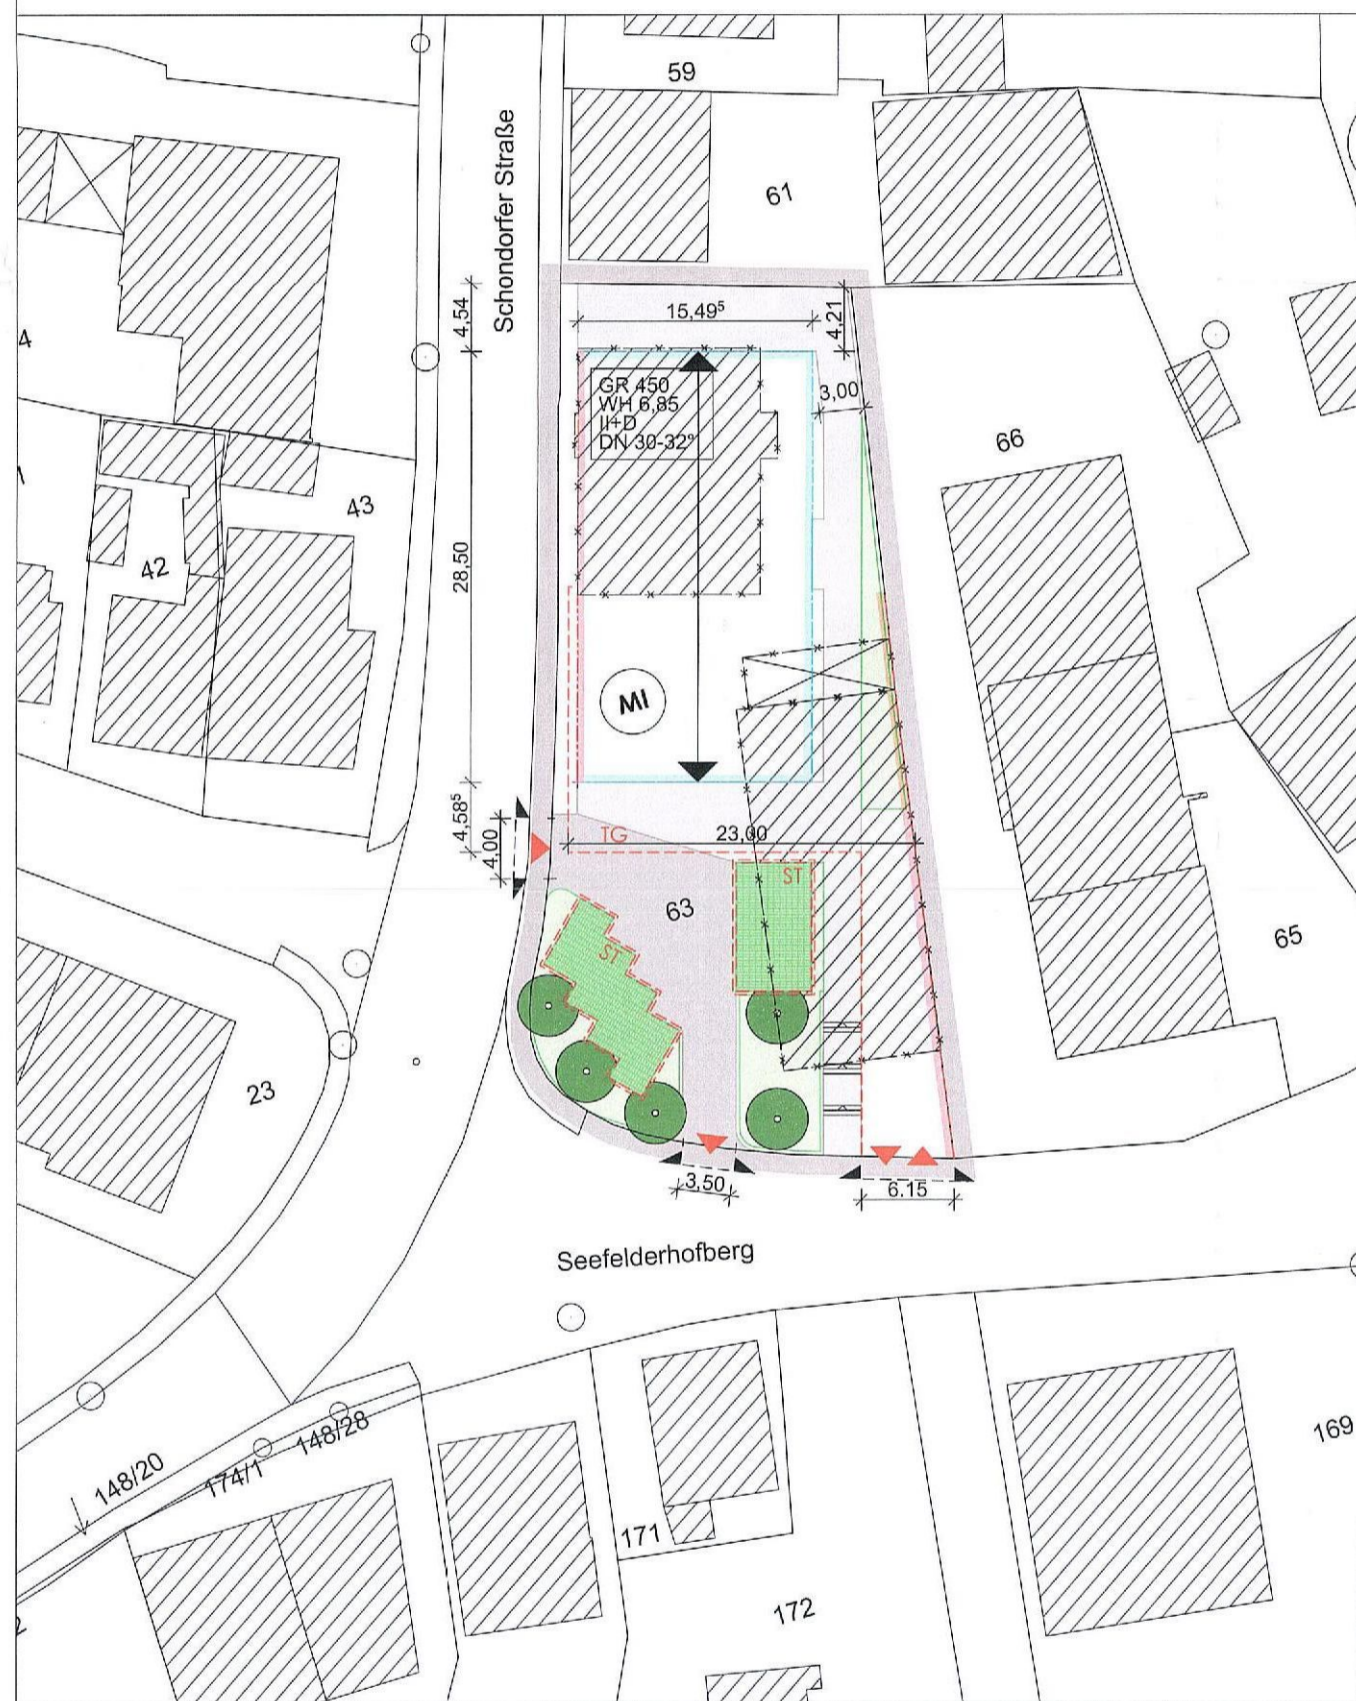 59
Schondorfer Straße
61
4,54
15,49⁵
4,21
3,00
GR 450
WH 6,85
II+D
DN 30-32°
66
4
43
42
28,50
MI
4,58⁵
4,00
TG
23,00
ST
63
ST
65
23
3,50
6.15
Seefelderhofberg
148/20
174/1
148/28
169
171
172